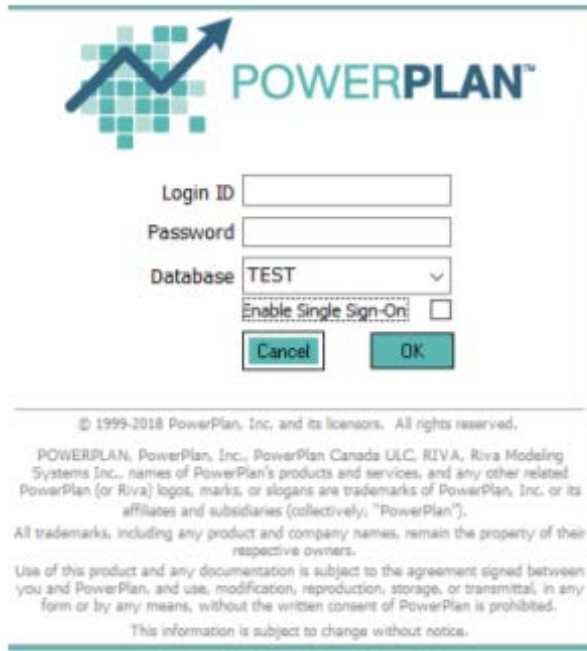 POWERPLAN™
Login ID
Password
Database TEST
Enable Single Sign-On
Cancel OK
© 1999-2018 PowerPlan, Inc. and its licensors. All rights reserved.
POWERPLAN, PowerPlan, Inc., PowerPlan Canada ULC, RIVA, Riva Modeling
Systems Inc., names of PowerPlan's products and services, and any other related
PowerPlan (or Riva) logos, marks, or slogans are trademarks of PowerPlan, Inc. or its
affiliates and subsidiaries (collectively, "PowerPlan").
All trademarks, including any product and company names, remain the property of their
respective owners.
Use of this product and any documentation is subject to the agreement signed between
you and PowerPlan, and use, modification, reproduction, storage, or transmittal, in any
form or by any means, without the written consent of PowerPlan is prohibited.
This information is subject to change without notice.